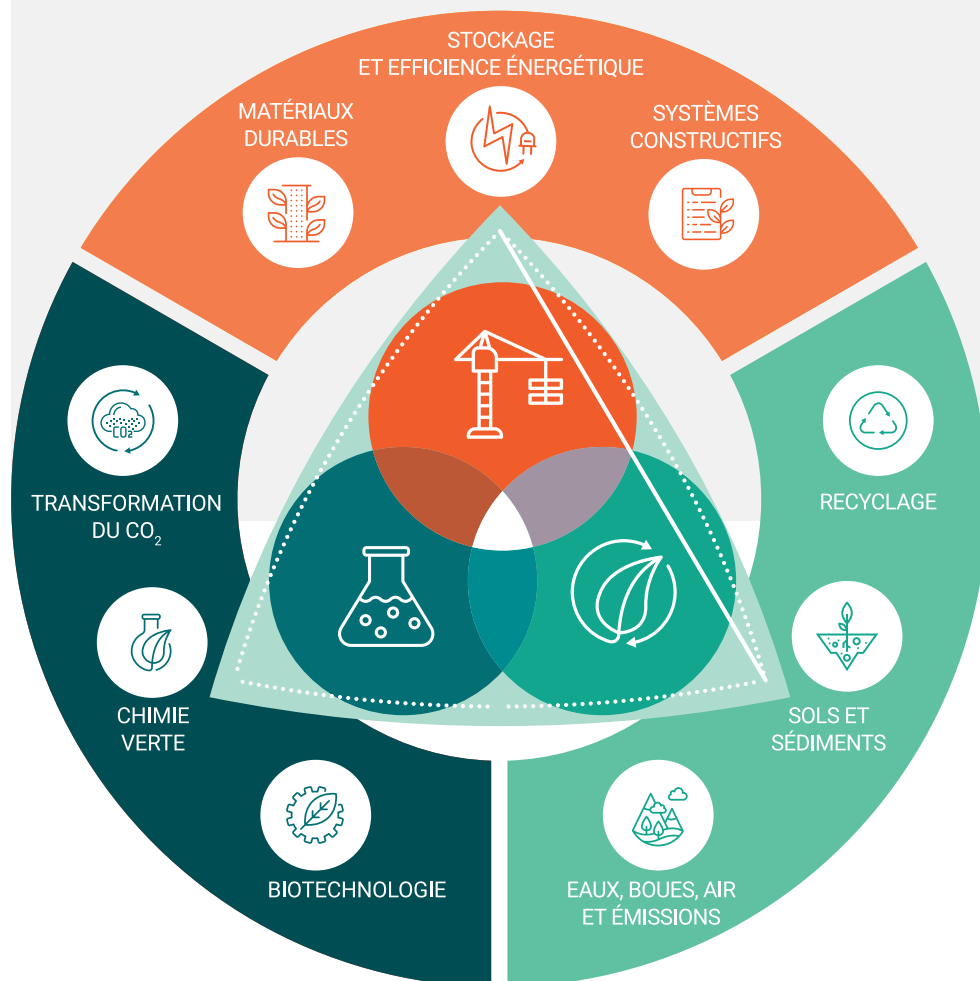 STOCKAGE
ET EFFICIENCE ÉNERGÉTIQUE
MATÉRIAUX
DURABLES
SYSTÈMES
CONSTRUCTIFS
CO₂
TRANSFORMATION
DU CO₂
RECYCLAGE
CHIMIE
VERTE
SOLS ET
SÉDIMENTS
BIOTECHNOLOGIE
EAUX, BOUES, AIR
ET ÉMISSIONS